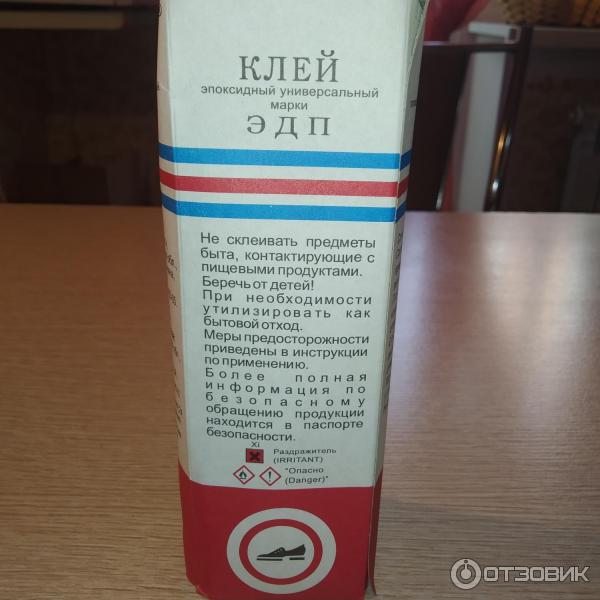 КЛЕЙ
эпоксидный универсальный
марки
ЭДП
Не склеивать предметы
быта, контактирующие с
пищевыми продуктами.
Беречь от детей!
При необходимости
утилизировать как
бытовой отход.
Меры предосторожности
приведены в инструкции
по применению.
Более полная
информация по
безопасному
обращению продукции
находится в паспорте
безопасности.
Xi
Раздражитель
(IRRITANT)
"Опасно
(Danger)"
ОТЗОВИК